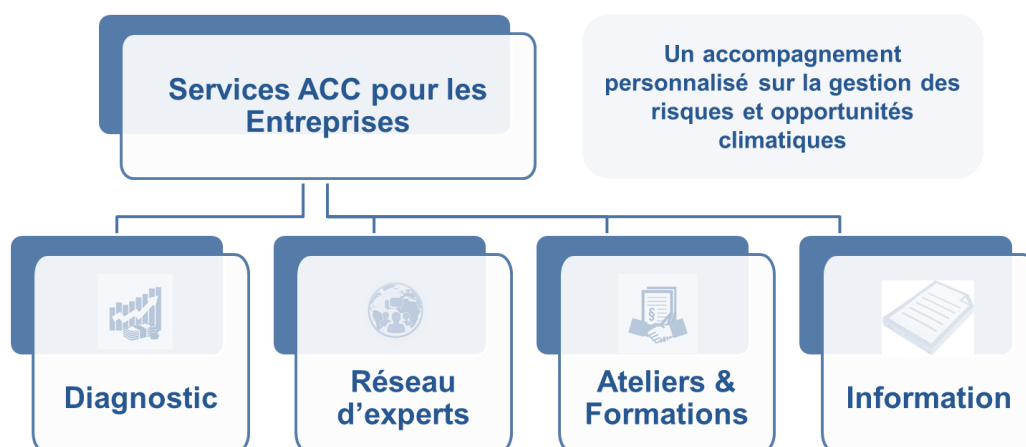 Services ACC pour les
Entreprises
Un accompagnement
personnalisé sur la gestion des
risques et opportunités
climatiques
Diagnostic
Réseau
d’experts
§
Ateliers &
Formations
Information